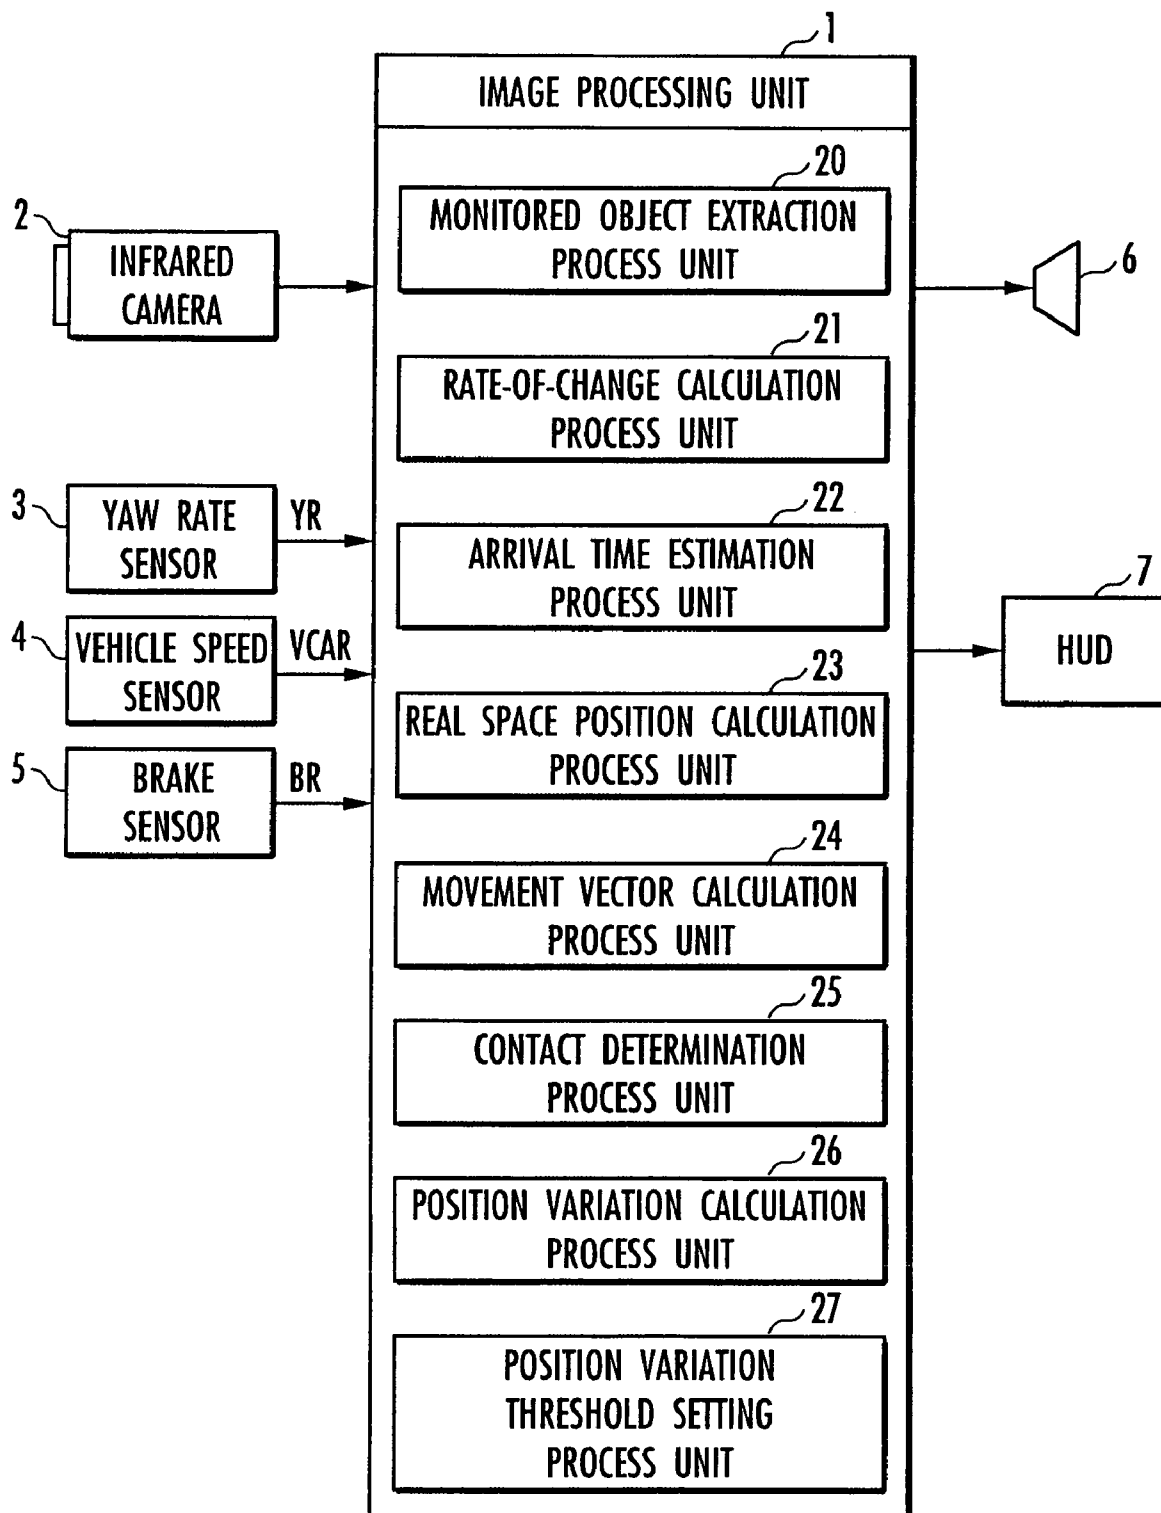 1
IMAGE PROCESSING UNIT
20
MONITORED OBJECT EXTRACTION
PROCESS UNIT
2
INFRARED
CAMERA
6
21
RATE-OF-CHANGE CALCULATION
PROCESS UNIT
3
YAW RATE
SENSOR
YR
22
ARRIVAL TIME ESTIMATION
PROCESS UNIT
7
HUD
4
VEHICLE SPEED
SENSOR
VCAR
23
REAL SPACE POSITION CALCULATION
PROCESS UNIT
5
BRAKE
SENSOR
BR
24
MOVEMENT VECTOR CALCULATION
PROCESS UNIT
25
CONTACT DETERMINATION
PROCESS UNIT
26
POSITION VARIATION CALCULATION
PROCESS UNIT
27
POSITION VARIATION
THRESHOLD SETTING
PROCESS UNIT